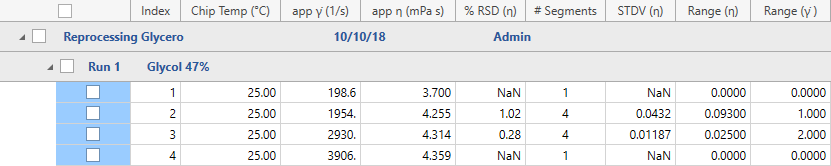 Index Chip Temp (°C) app γ̇ (1/s) app η (mPa s) % RSD (η) # Segments STDV (η) Range (η) Range (γ̇)
Reprocessing Glycero 10/10/18 Admin
Run 1 Glycol 47%
1 25.00 198.6 3.700 NaN 1 NaN 0.0000 0.0000
2 25.00 1954. 4.255 1.02 4 0.0432 0.09300 1.000
3 25.00 2930. 4.314 0.28 4 0.01187 0.02500 2.000
4 25.00 3906. 4.359 NaN 1 NaN 0.0000 0.0000